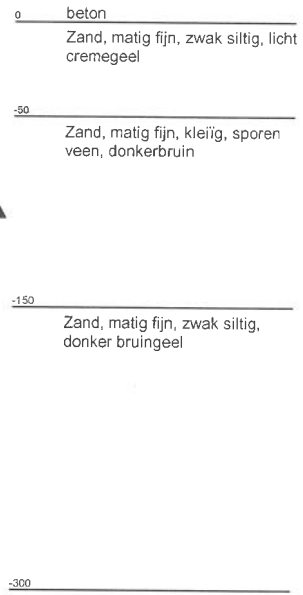 0 beton
Zand, matig fijn, zwak siltig, licht
cremegeel
-50
Zand, matig fijn, kleiïg, sporen
veen, donkerbruin
-150
Zand, matig fijn, zwak siltig,
donker bruingeel
-300